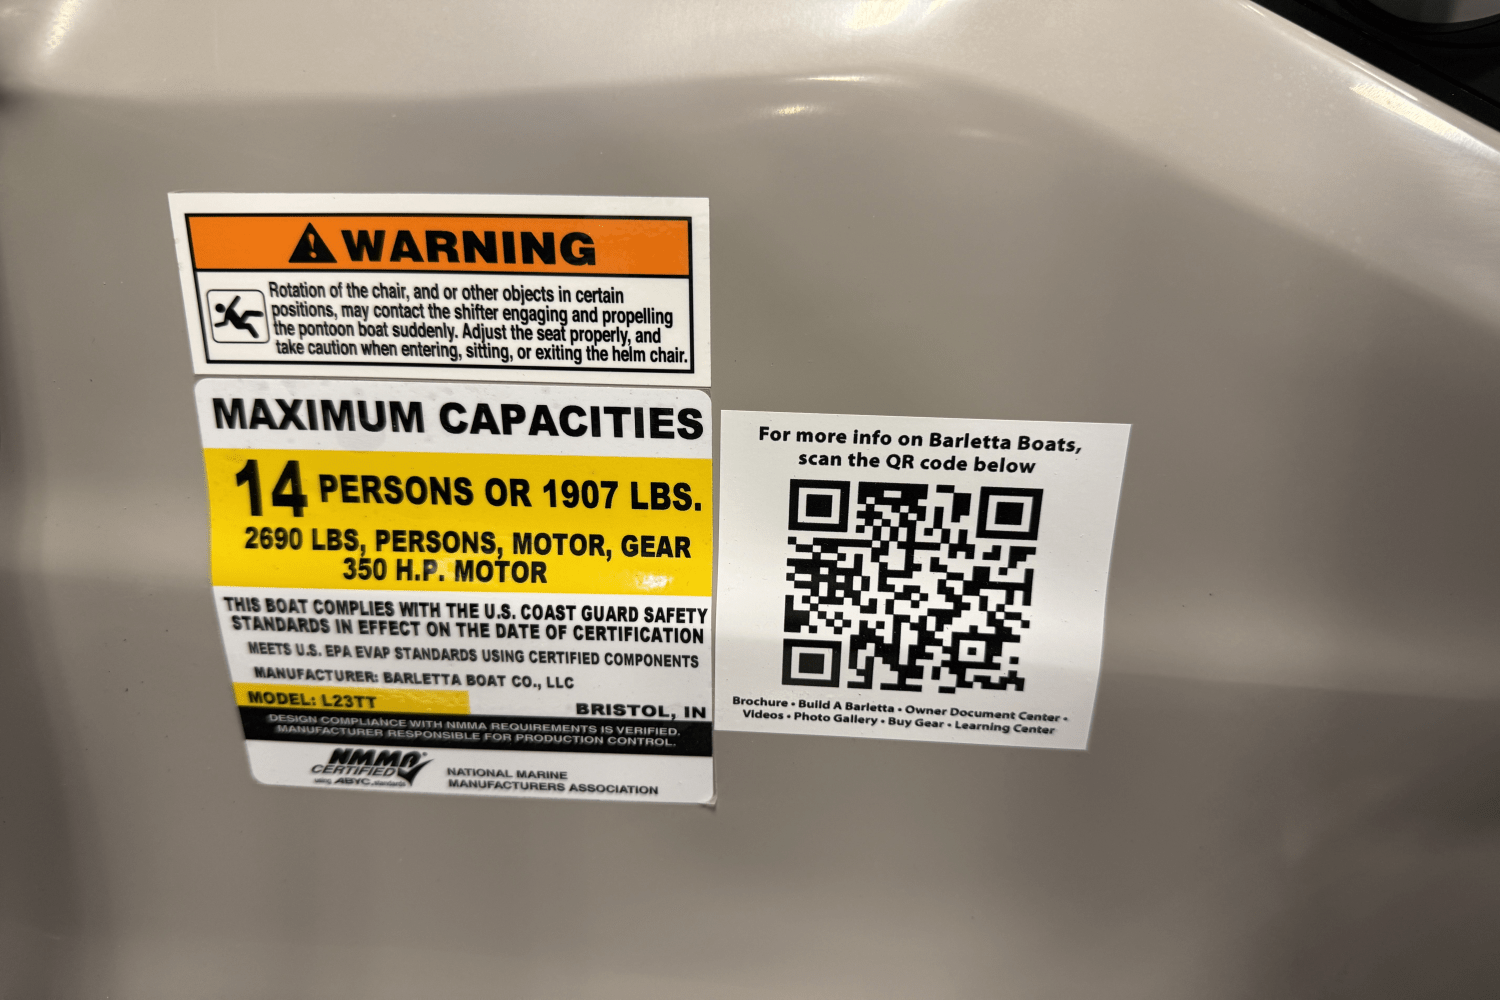 WARNING
Rotation of the chair, and or other objects in certain
positions, may contact the shifter engaging and propelling
the pontoon boat suddenly. Adjust the seat properly, and
take caution when entering, sitting, or exiting the helm chair.
MAXIMUM CAPACITIES
14 PERSONS OR 1907 LBS.
2690 LBS, PERSONS, MOTOR, GEAR
350 H.P. MOTOR
THIS BOAT COMPLIES WITH THE U.S. COAST GUARD SAFETY
STANDARDS IN EFFECT ON THE DATE OF CERTIFICATION
MEETS U.S. EPA EVAP STANDARDS USING CERTIFIED COMPONENTS
MANUFACTURER: BARLETTA BOAT CO., LLC
MODEL: L23TT
BRISTOL, IN
DESIGN COMPLIANCE WITH NMMA REQUIREMENTS IS VERIFIED.
MANUFACTURER RESPONSIBLE FOR PRODUCTION CONTROL.
NMMA
CERTIFIED
using ABYC standards
NATIONAL MARINE
MANUFACTURERS ASSOCIATION
For more info on Barletta Boats,
scan the QR code below
Brochure • Build A Barletta • Owner Document Center •
Videos • Photo Gallery • Buy Gear • Learning Center